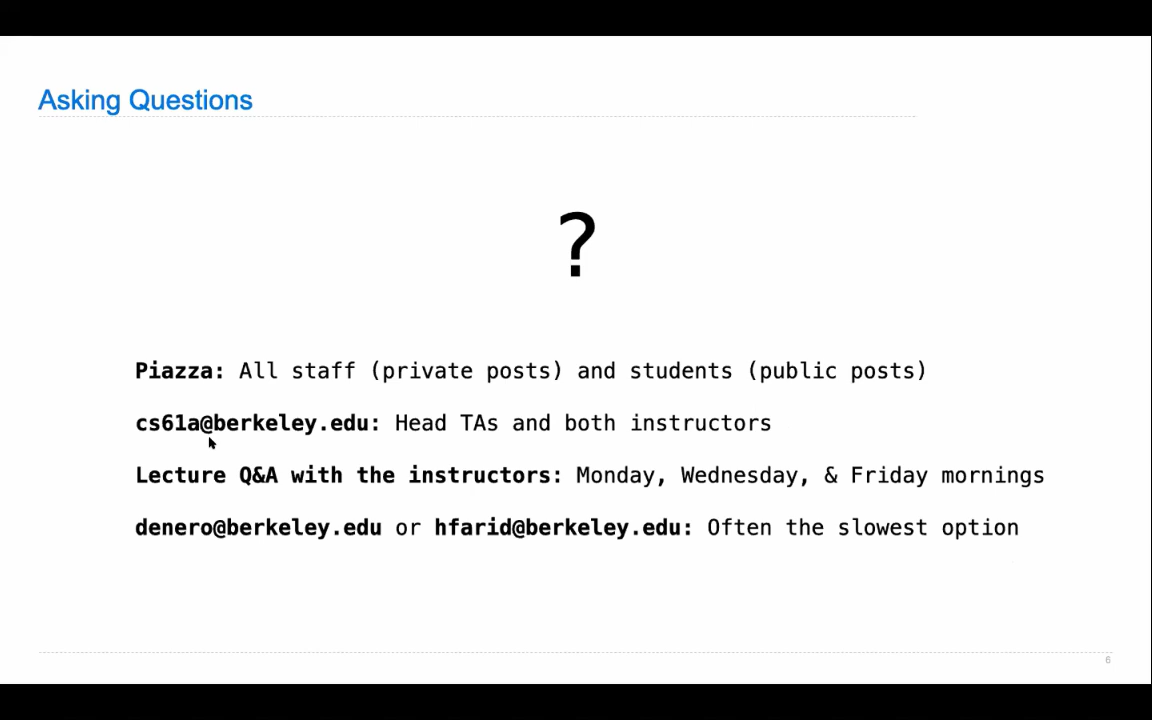 Asking Questions
?
Piazza: All staff (private posts) and students (public posts)
cs61a@berkeley.edu: Head TAs and both instructors
Lecture Q&A with the instructors: Monday, Wednesday, & Friday mornings
denero@berkeley.edu or hfarid@berkeley.edu: Often the slowest option
6